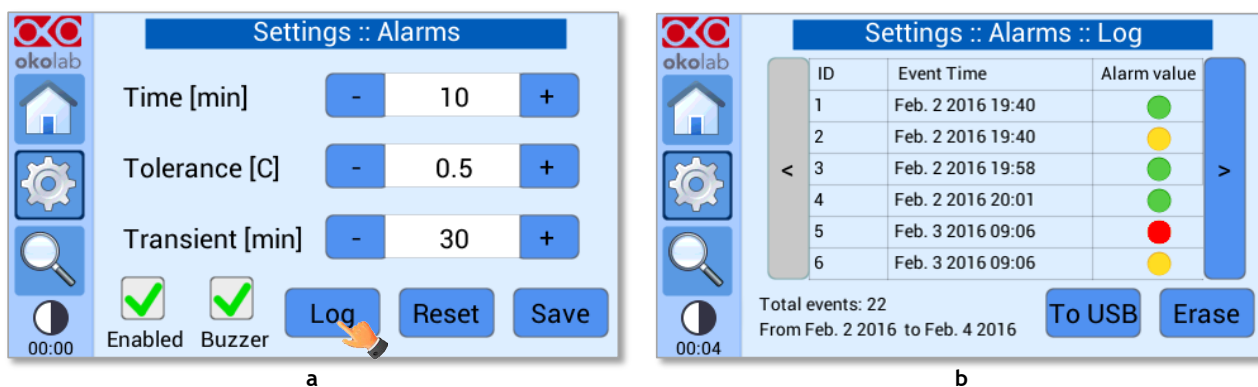 okolab
Settings :: Alarms
Time [min] - 10 +
Tolerance [C] - 0.5 +
Transient [min] - 30 +
Enabled Buzzer Log Reset Save
00:00
a
okolab
Settings :: Alarms :: Log
ID Event Time Alarm value
1 Feb. 2 2016 19:40
2 Feb. 2 2016 19:40
< 3 Feb. 2 2016 19:58 >
4 Feb. 2 2016 20:01
5 Feb. 3 2016 09:06
6 Feb. 3 2016 09:06
Total events: 22
From Feb. 2 2016 to Feb. 4 2016
To USB Erase
00:04
b